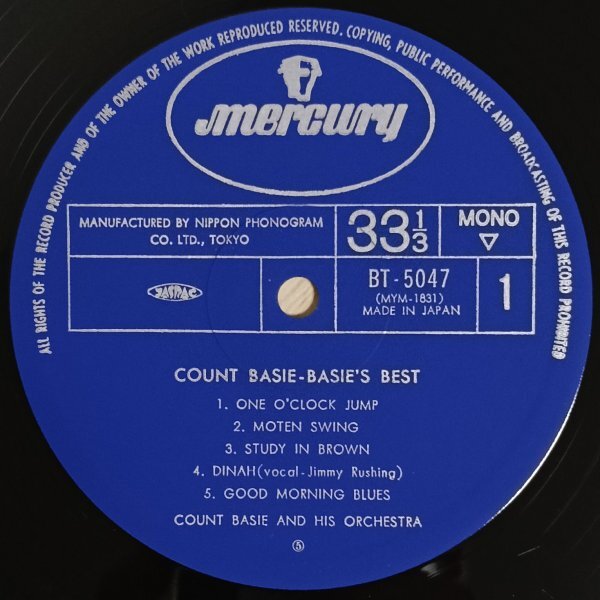 ALL RIGHTS OF THE RECORD PRODUCER AND OF THE OWNER OF THE WORK REPRODUCED RESERVED. COPYING, PUBLIC PERFORMANCE AND BROADCASTING OF THIS RECORD PROHIBITED
mercury
MANUFACTURED BY NIPPON PHONOGRAM
CO. LTD., TOKYO
33 1/3
MONO
▽
JASRAC
BT-5047
(MYM-1831)
MADE IN JAPAN
1
COUNT BASIE-BASIE'S BEST
1. ONE O'CLOCK JUMP
2. MOTEN SWING
3. STUDY IN BROWN
4. DINAH(vocal-Jimmy Rushing)
5. GOOD MORNING BLUES
COUNT BASIE AND HIS ORCHESTRA
⑤